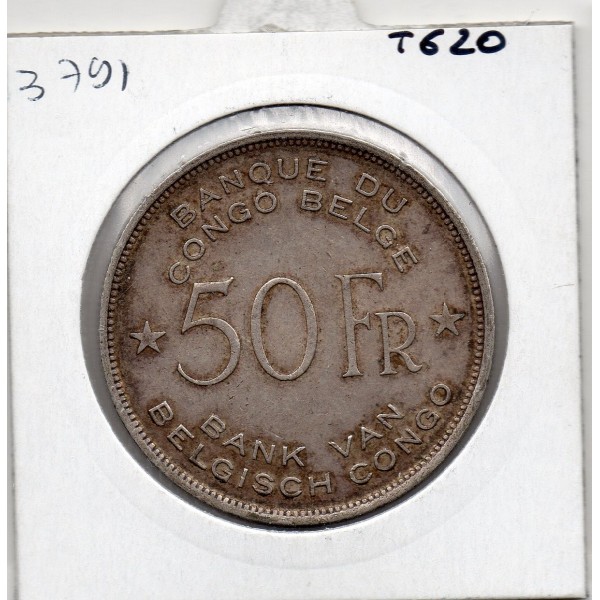 T620
3791
BANQUE DU
CONGO BELGE
50 FR
BANK VAN
BELGISCH CONGO